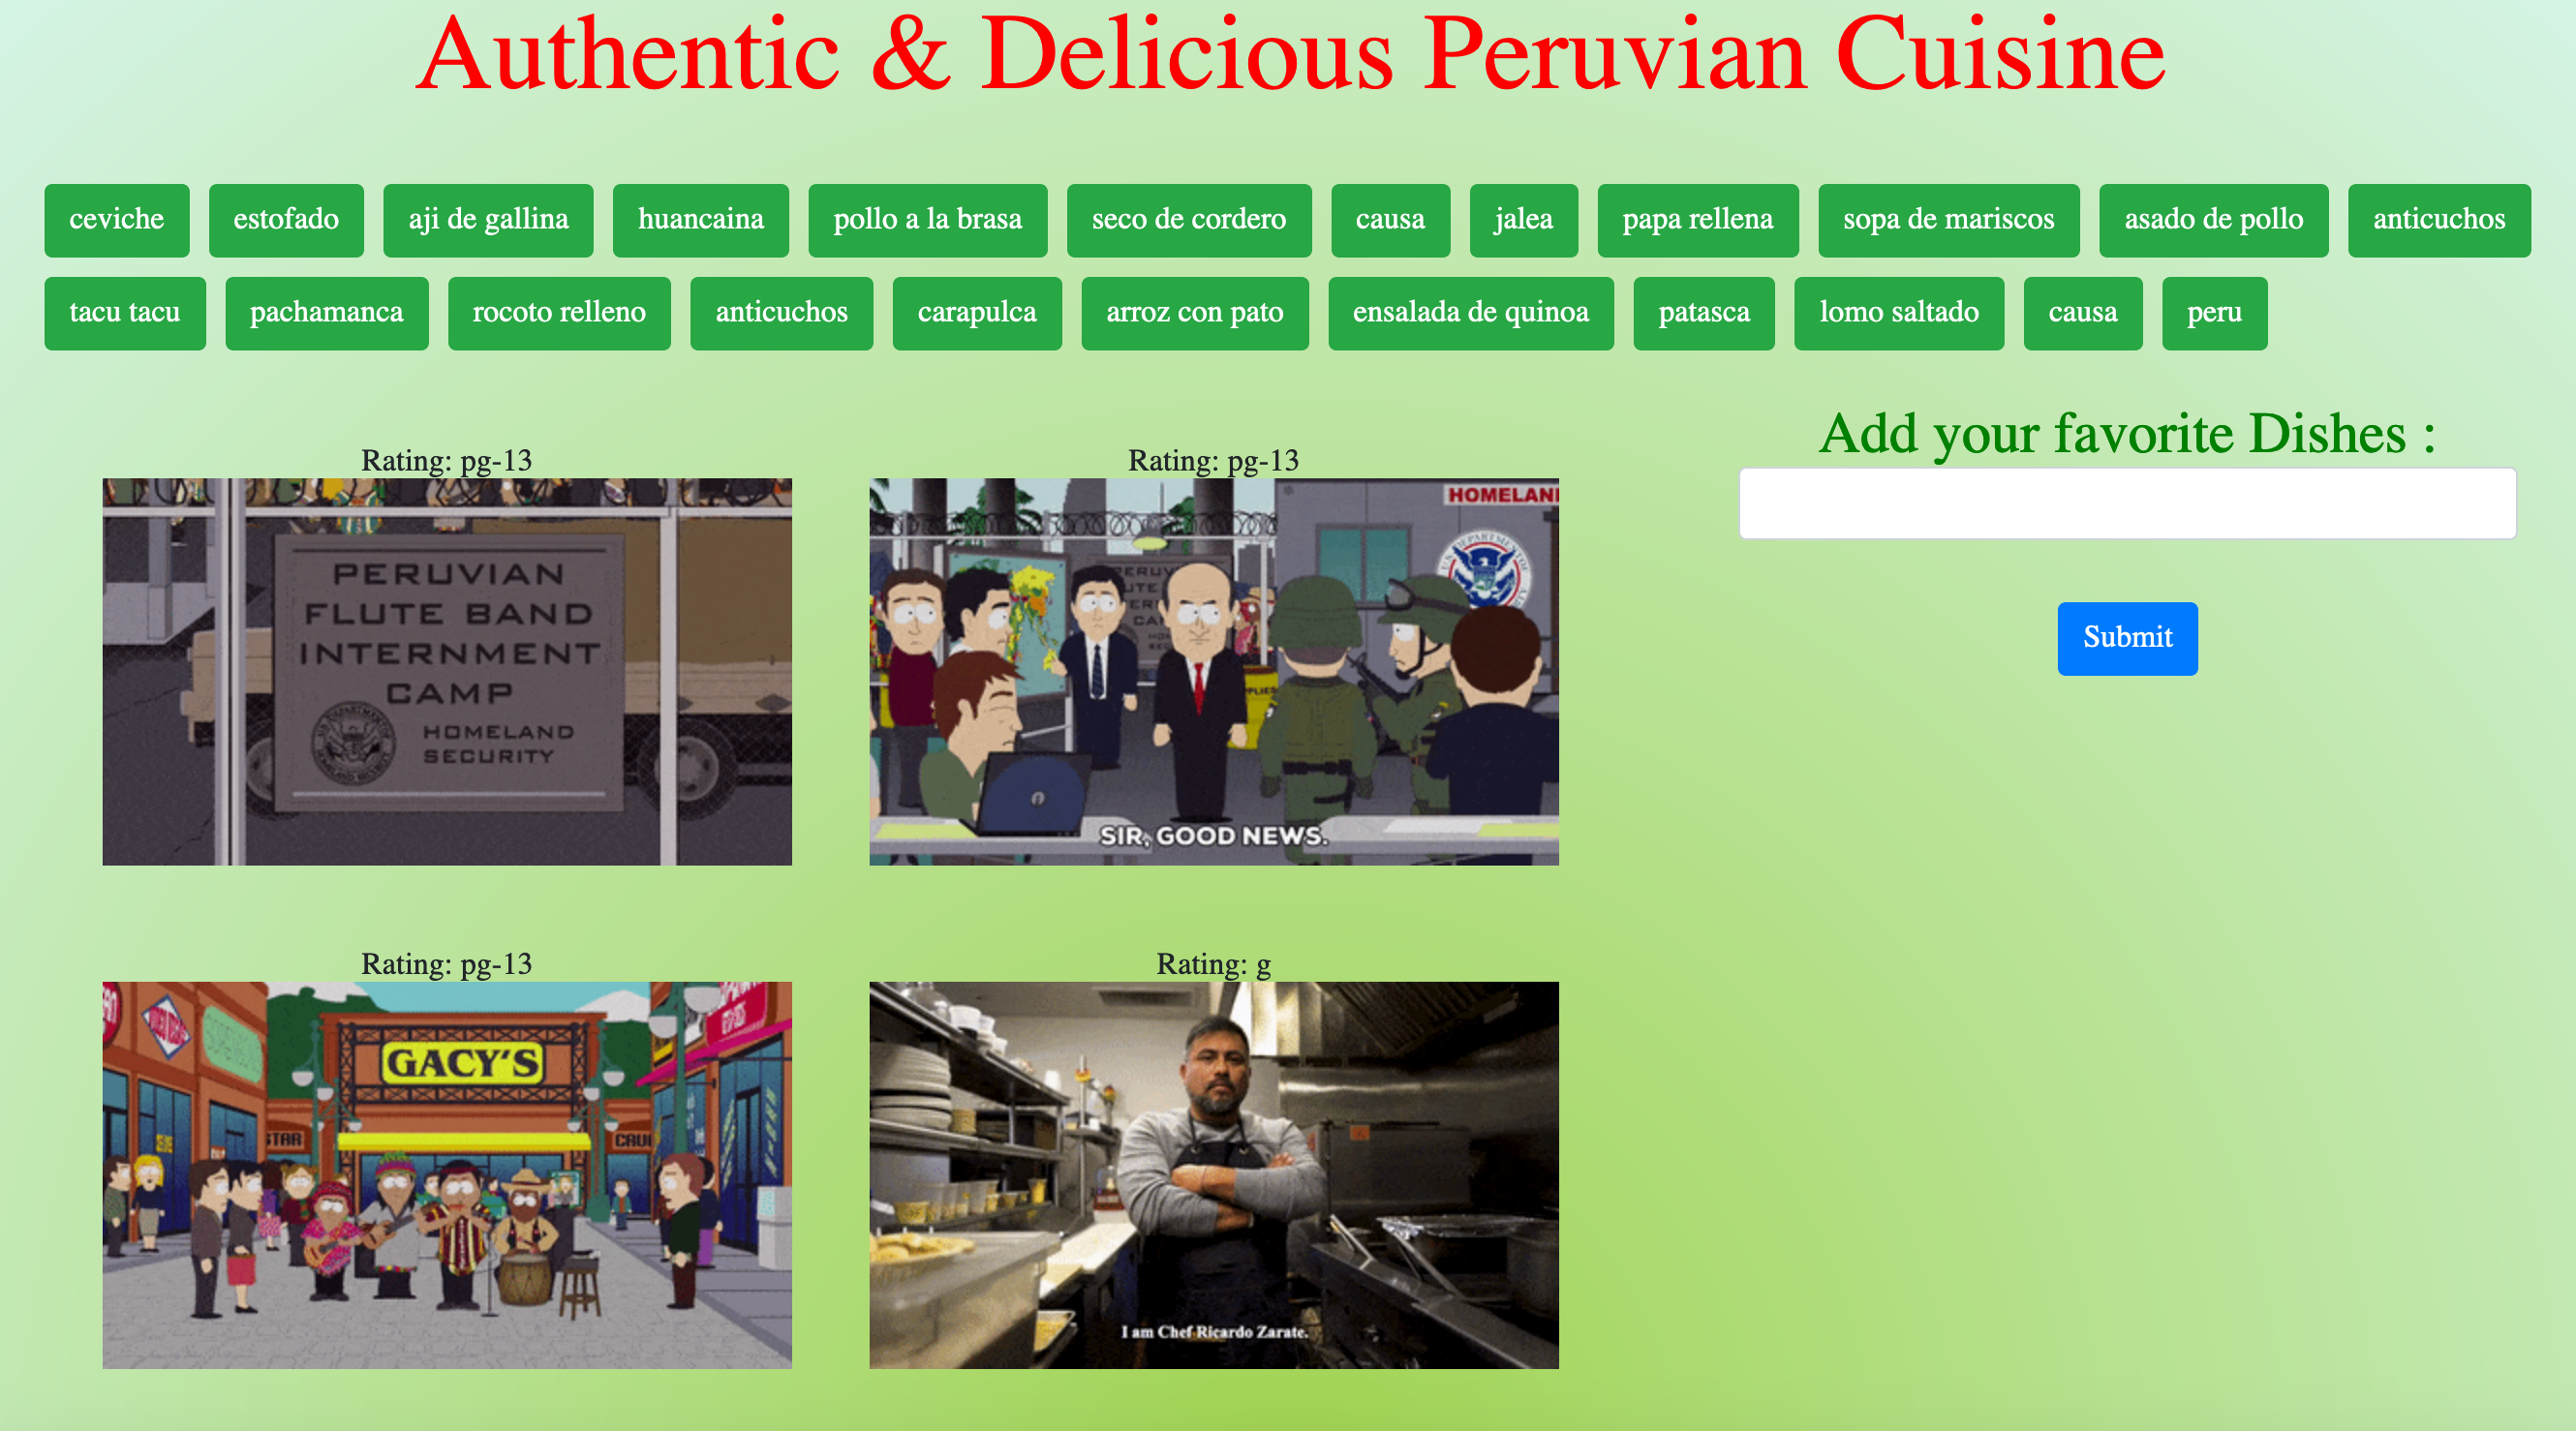 Authentic & Delicious Peruvian Cuisine
ceviche estofado aji de gallina huancaina pollo a la brasa seco de cordero causa jalea papa rellena sopa de mariscos asado de pollo anticuchos
tacu tacu pachamanca rocoto relleno anticuchos carapulca arroz con pato ensalada de quinoa patasca lomo saltado causa peru
Add your favorite Dishes :
Submit
Rating: pg-13
PERUVIAN
FLUTE BAND
INTERNMENT
CAMP
HOMELAND
SECURITY
Rating: pg-13
HOMELAN
SIR, GOOD NEWS.
Rating: pg-13
GACY'S
STAR
Rating: g
I am Chef Ricardo Zarate.